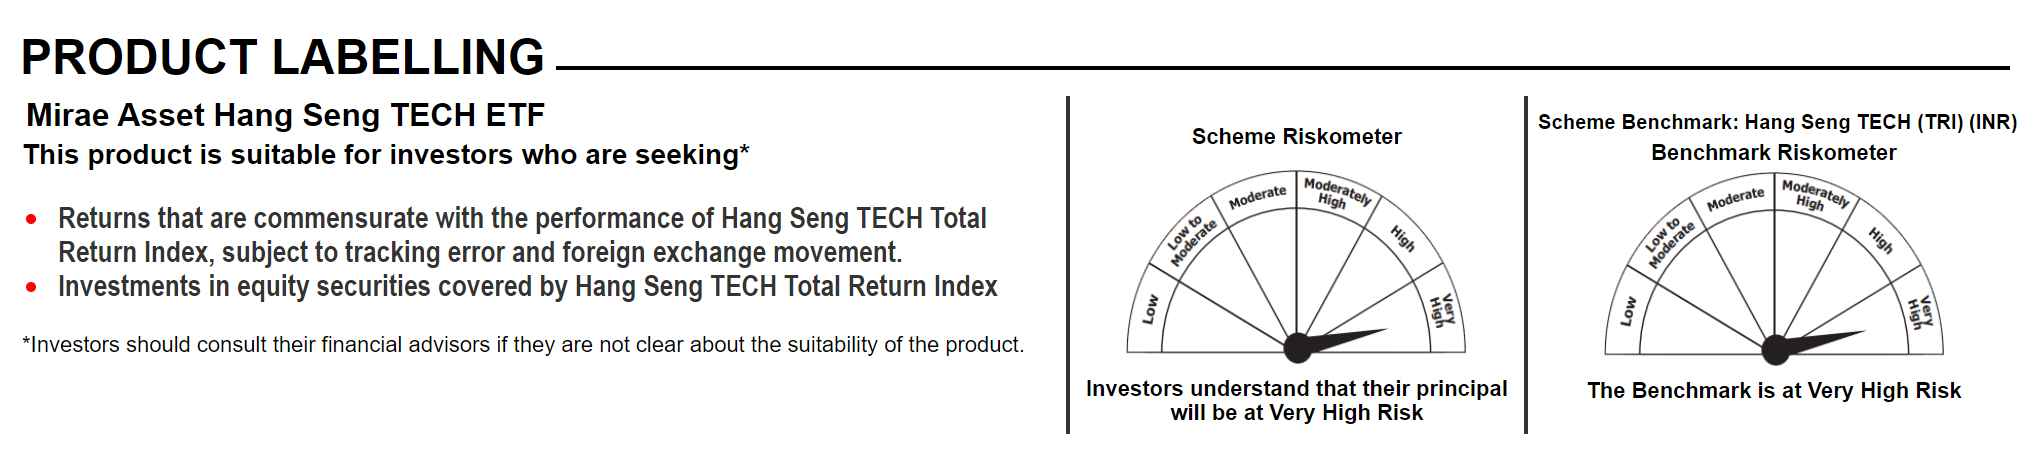 PRODUCT LABELLING
Mirae Asset Hang Seng TECH ETF
This product is suitable for investors who are seeking*
• Returns that are commensurate with the performance of Hang Seng TECH Total
Return Index, subject to tracking error and foreign exchange movement.
• Investments in equity securities covered by Hang Seng TECH Total Return Index
*Investors should consult their financial advisors if they are not clear about the suitability of the product.
Scheme Riskometer
Low
Low to
Moderate
Moderate
Moderately
High
High
Very
High
Investors understand that their principal
will be at Very High Risk
Scheme Benchmark: Hang Seng TECH (TRI) (INR)
Benchmark Riskometer
Low
Low to
Moderate
Moderate
Moderately
High
High
Very
High
The Benchmark is at Very High Risk